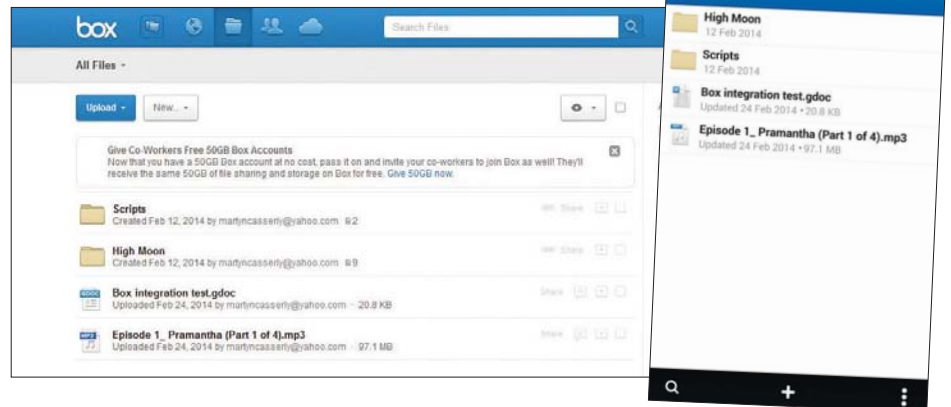 box
Search Files
All Files
Upload
New...
Give Co-Workers Free 50GB Box Accounts
Now that you have a 50GB Box account at no cost, pass it on and invite your co-workers to join Box as well! They'll
receive the same 50GB of file sharing and storage on Box for free. Give 50GB now.
Scripts
Created Feb 12, 2014 by martyncasserly@yahoo.com 2
Share
High Moon
Created Feb 12, 2014 by martyncasserly@yahoo.com 9
Share
Box integration test.gdoc
Uploaded Feb 24, 2014 by martyncasserly@yahoo.com · 20.8 KB
Share
Episode 1_ Pramantha (Part 1 of 4).mp3
Uploaded Feb 24, 2014 by martyncasserly@yahoo.com · 97.1 MB
Share
High Moon
12 Feb 2014
Scripts
12 Feb 2014
Box integration test.gdoc
Updated 24 Feb 2014 • 20.8 KB
Episode 1_ Pramantha (Part 1 of 4).mp3
Updated 24 Feb 2014 • 97.1 MB